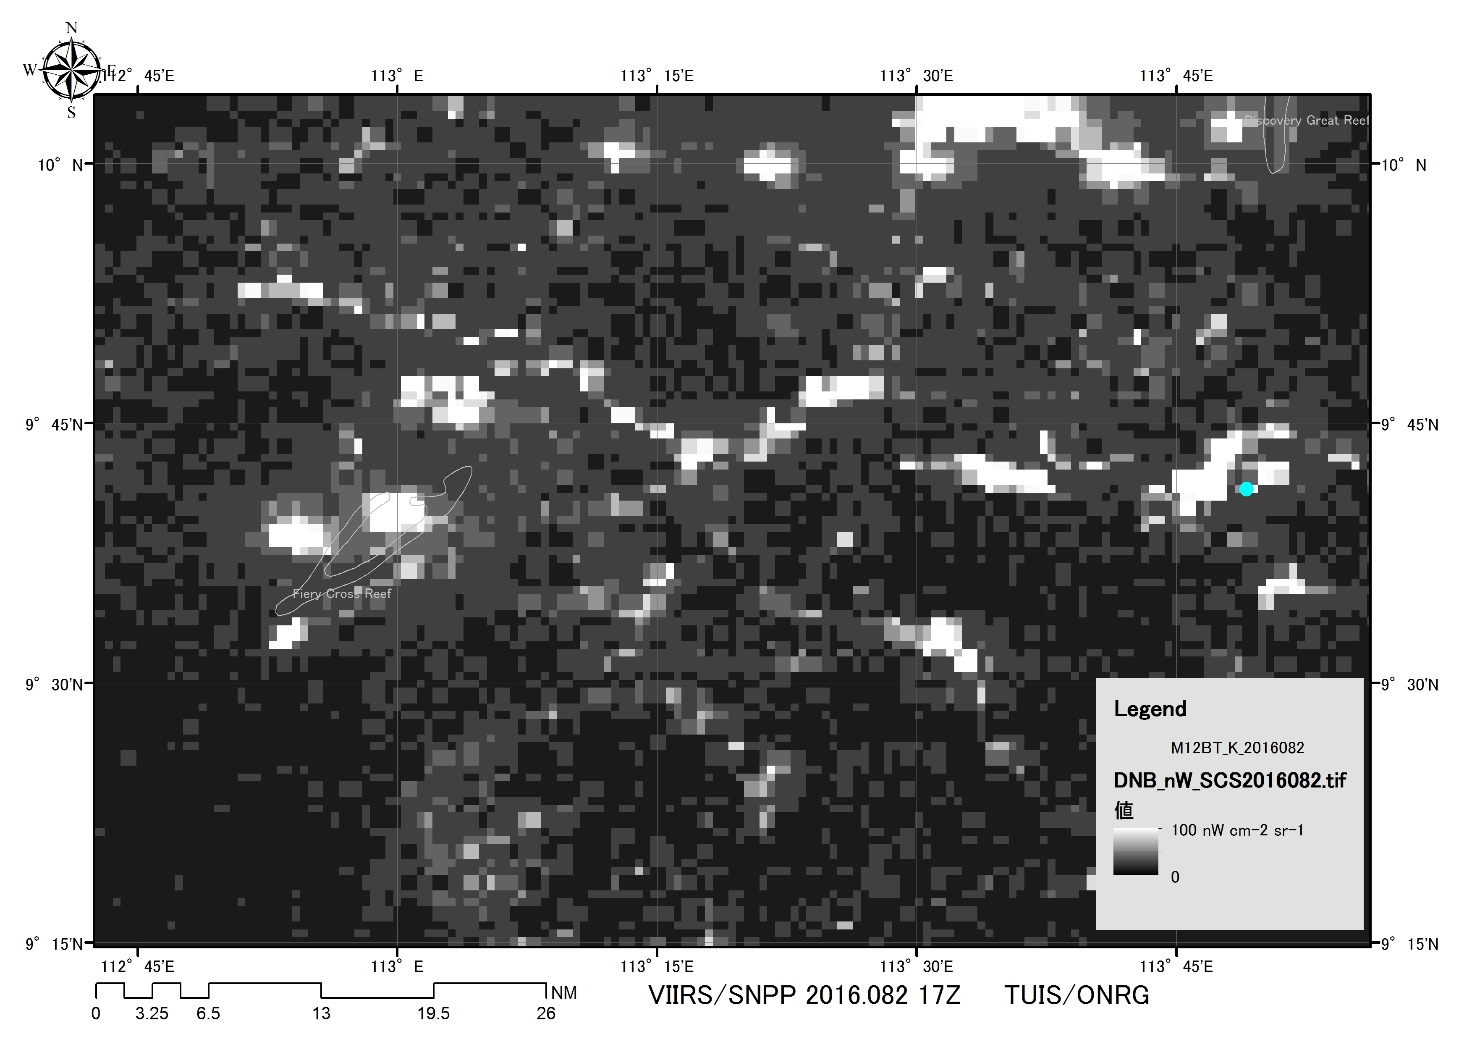 N
W E
S
112° 45'E 113° E 113° 15'E 113° 30'E 113° 45'E
Discovery Great Reef
10° N 10° N
9° 45'N 9° 45'N
Fiery Cross Reef
9° 30'N 9° 30'N
Legend
M12BT_K_2016082
DNB_nW_SCS2016082.tif
値
100 nW cm-2 sr-1
0
9° 15'N 9° 15'N
112° 45'E 113° E 113° 15'E 113° 30'E 113° 45'E
NM
0 3.25 6.5 13 19.5 26
VIIRS/SNPP 2016.082 17Z TUIS/ONRG